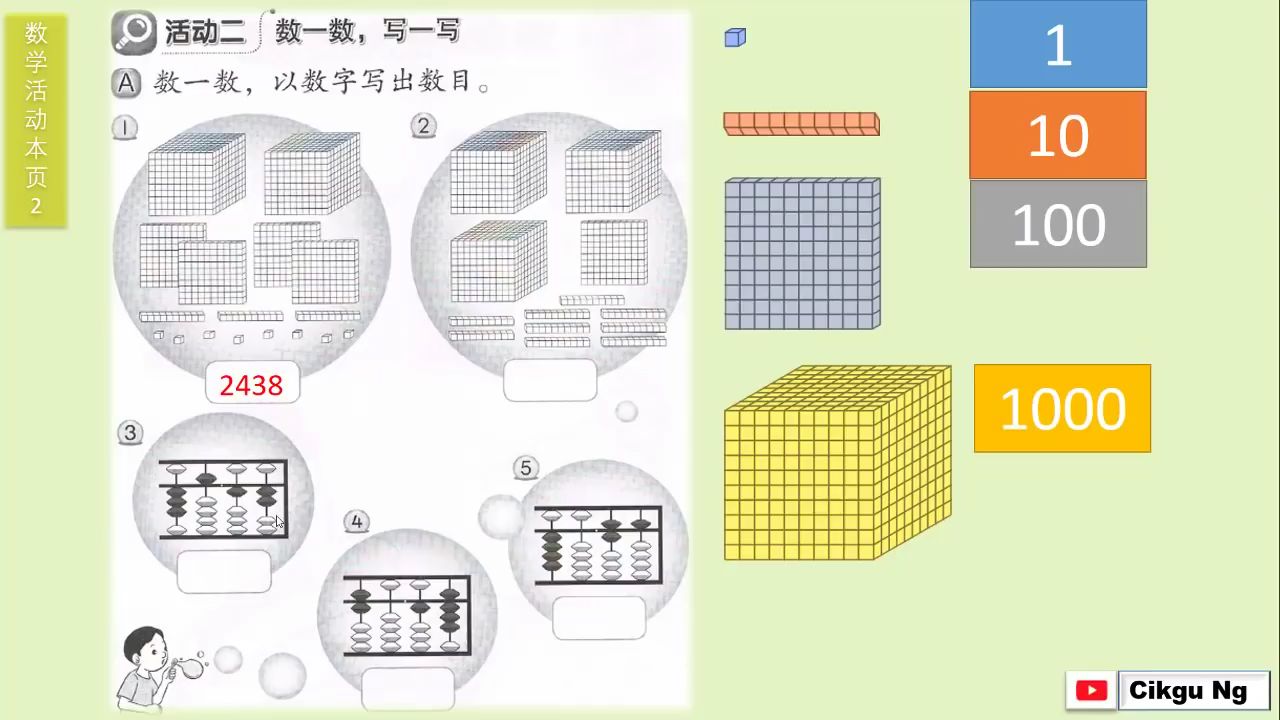 数学活动本页2
活动二 数一数，写一写
A 数一数，以数字写出数目。
1
2
2438
3
4
5
1
10
100
1000
Cikgu Ng